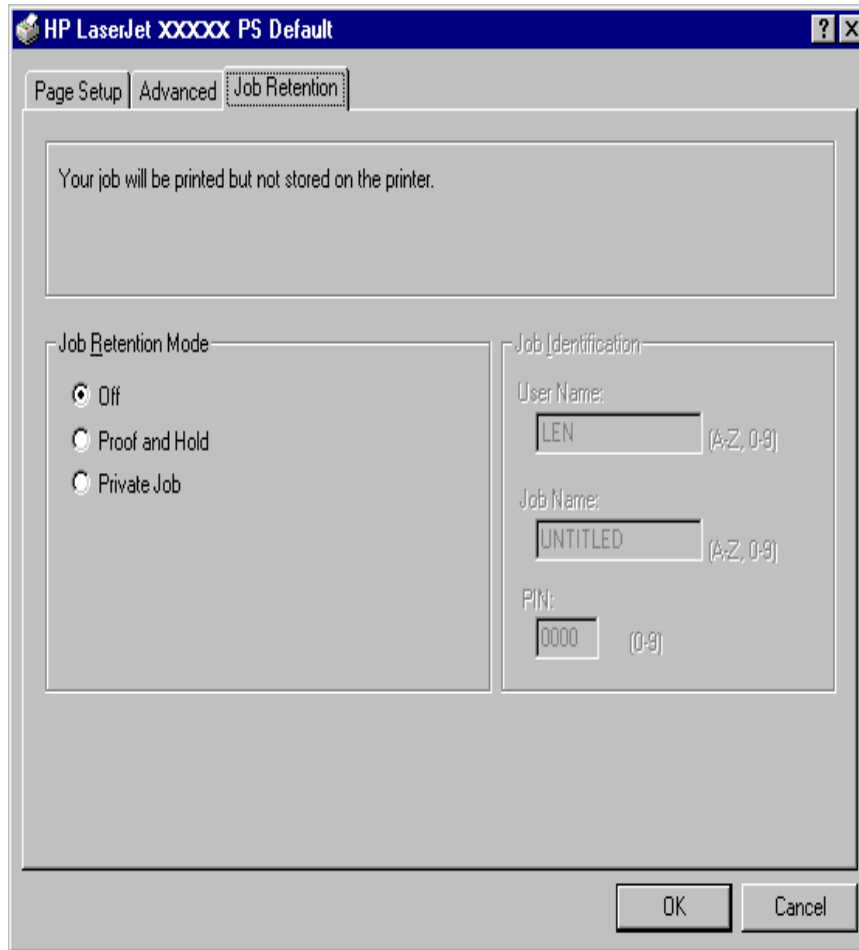 HP LaserJet XXXXX PS Default ? X
Page Setup Advanced Job Retention
Your job will be printed but not stored on the printer.
Job Retention Mode
Off
Proof and Hold
Private Job
Job Identification
User Name:
LEN (A-Z, 0-9)
Job Name:
UNTITLED (A-Z, 0-9)
PIN:
0000 (0-9)
OK Cancel